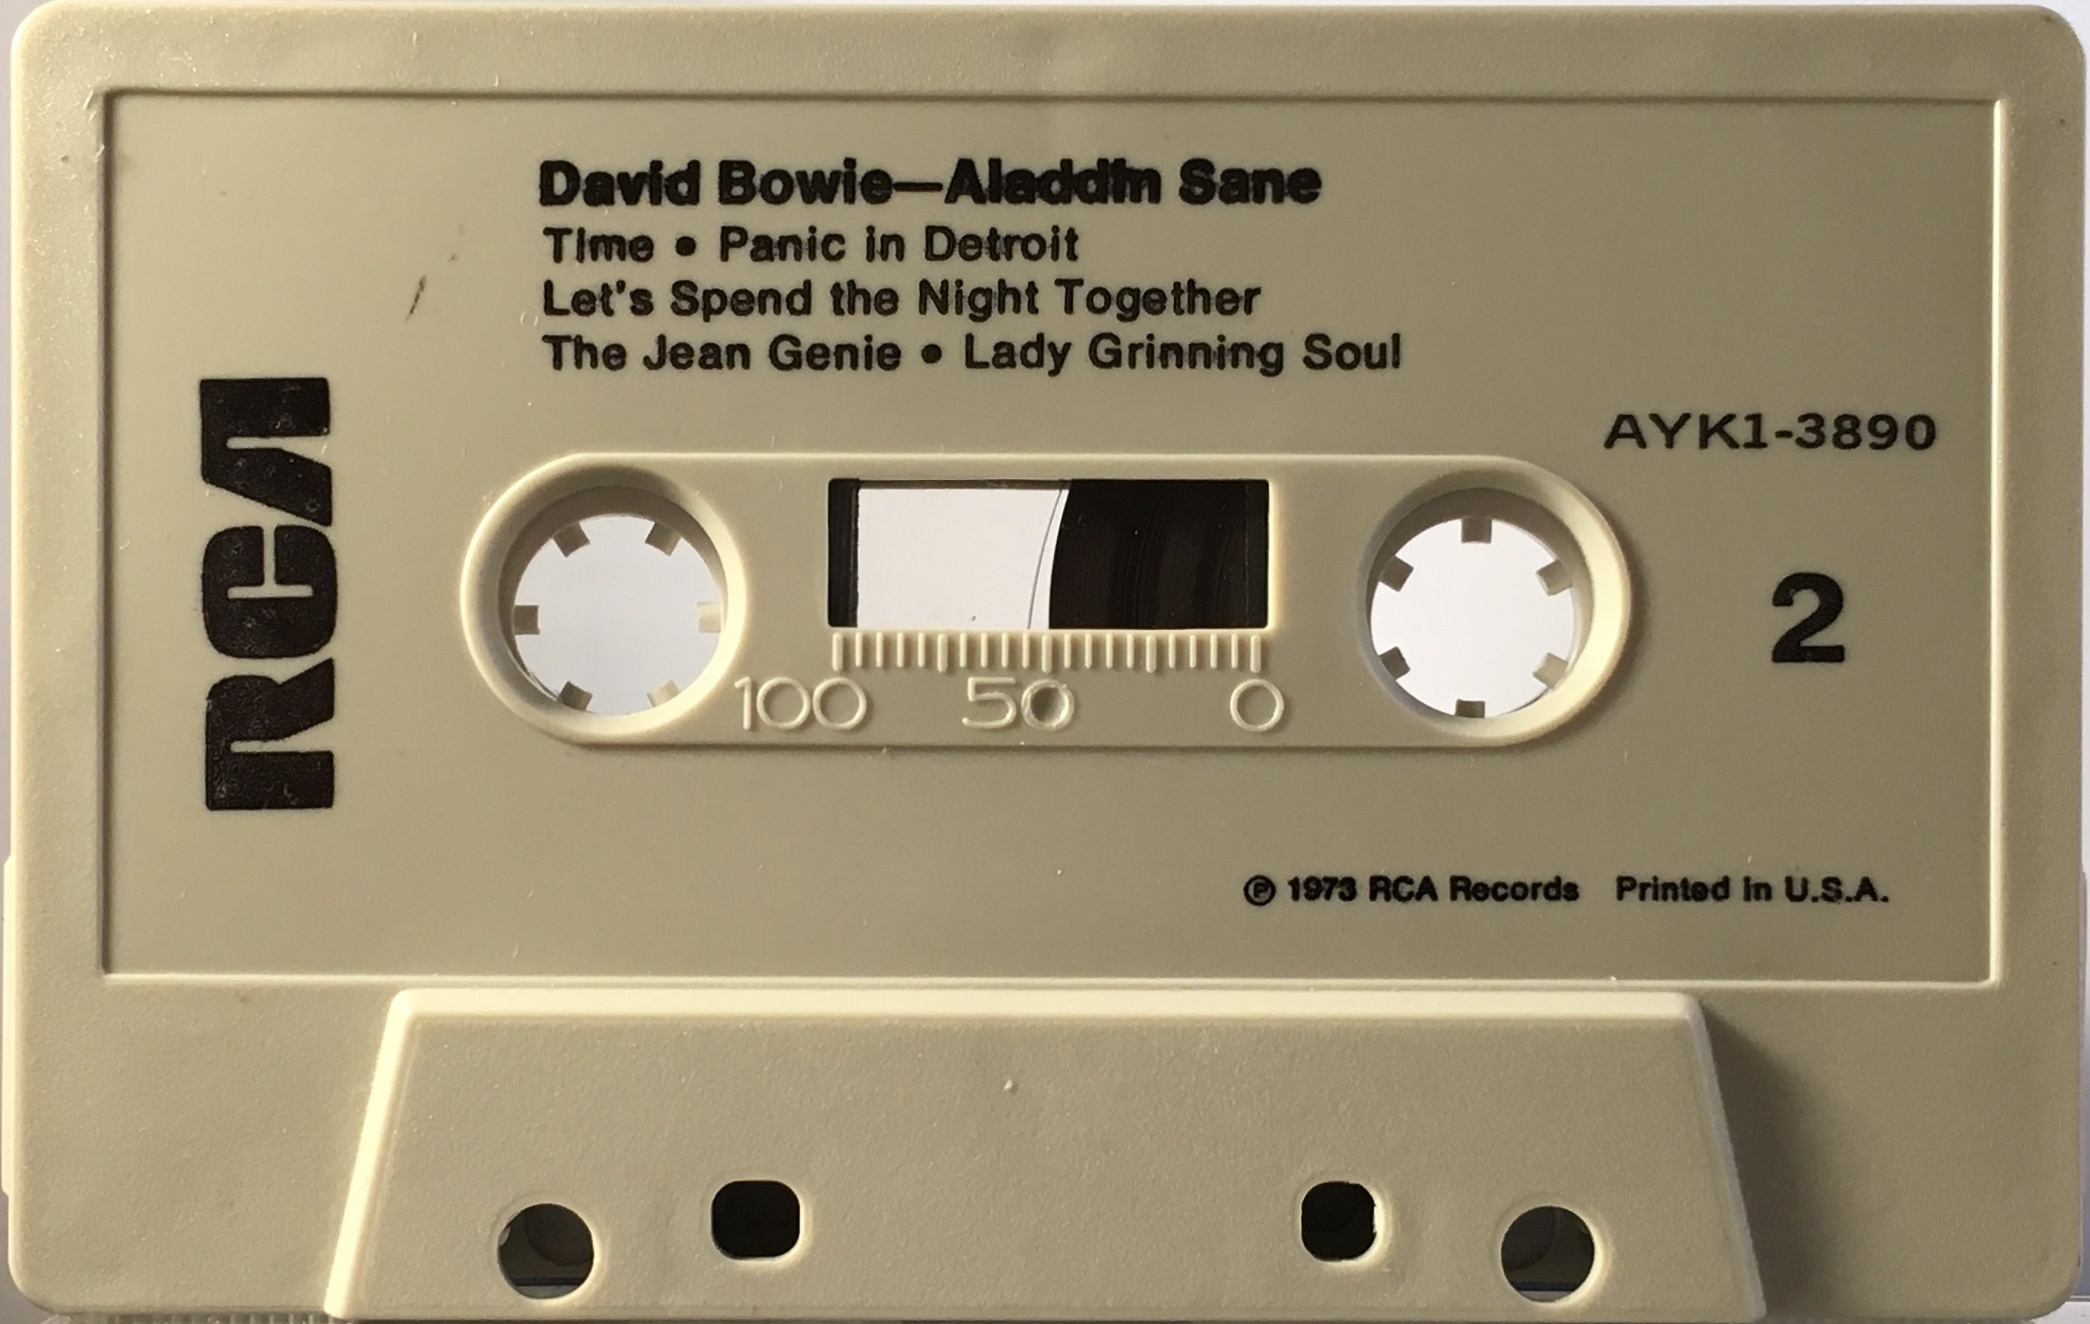 David Bowie—Aladdin Sane
Time • Panic in Detroit
Let's Spend the Night Together
The Jean Genie • Lady Grinning Soul
RCA
AYK1-3890
2
100 50 0
℗ 1973 RCA Records Printed in U.S.A.